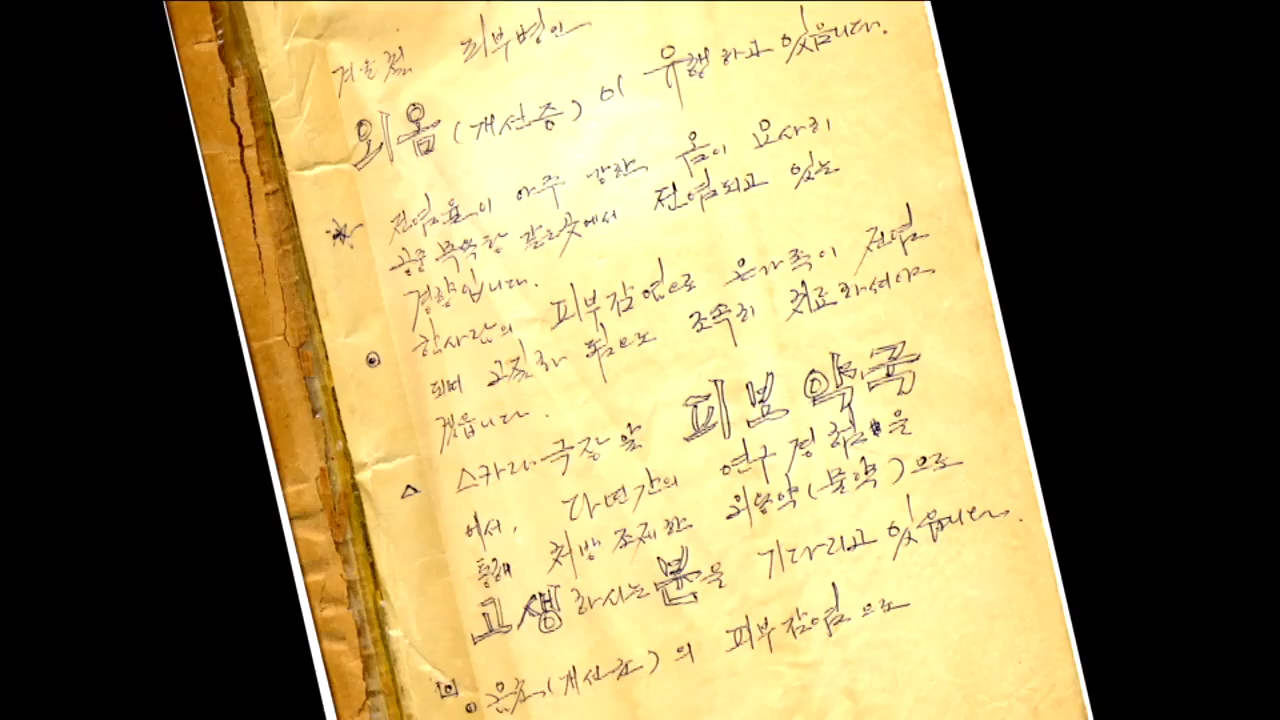 겨울철 피부병인
외옴(개선증)이 유행하고 있읍니다.
※ 전염율이 아주 강한 옴이 요사히
공중목욕탕 같은곳에서 전염되고 있는
경향입니다.
◎ 한사람의 피부감염으로 온가족이 전염
되며 고질화 됨으로 조속히 치료하셔야
겠읍니다.
△ 스카라 극장 앞 피보약국
에서, 다년간의 연구 경험을
통해 처방 조제한 외용약(물약)으로
고생하시는 분을 기다리고 있읍니다.
(개선충)의 피부감염으로